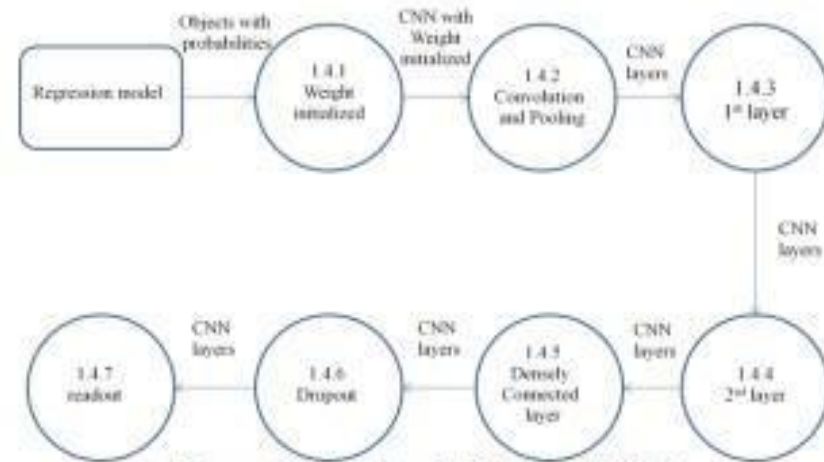 Objects with
probabilities
CNN with
Weight
initialized
CNN
layers
Regression model
1.4.1
Weight
initialized
1.4.2
Convolution
and Pooling
1.4.3
1st layer
CNN
layers
CNN
layers
CNN
layers
CNN
layers
1.4.7
readout
1.4.6
Dropout
1.4.5
Densely
Connected
layer
1.4.4
2nd layer